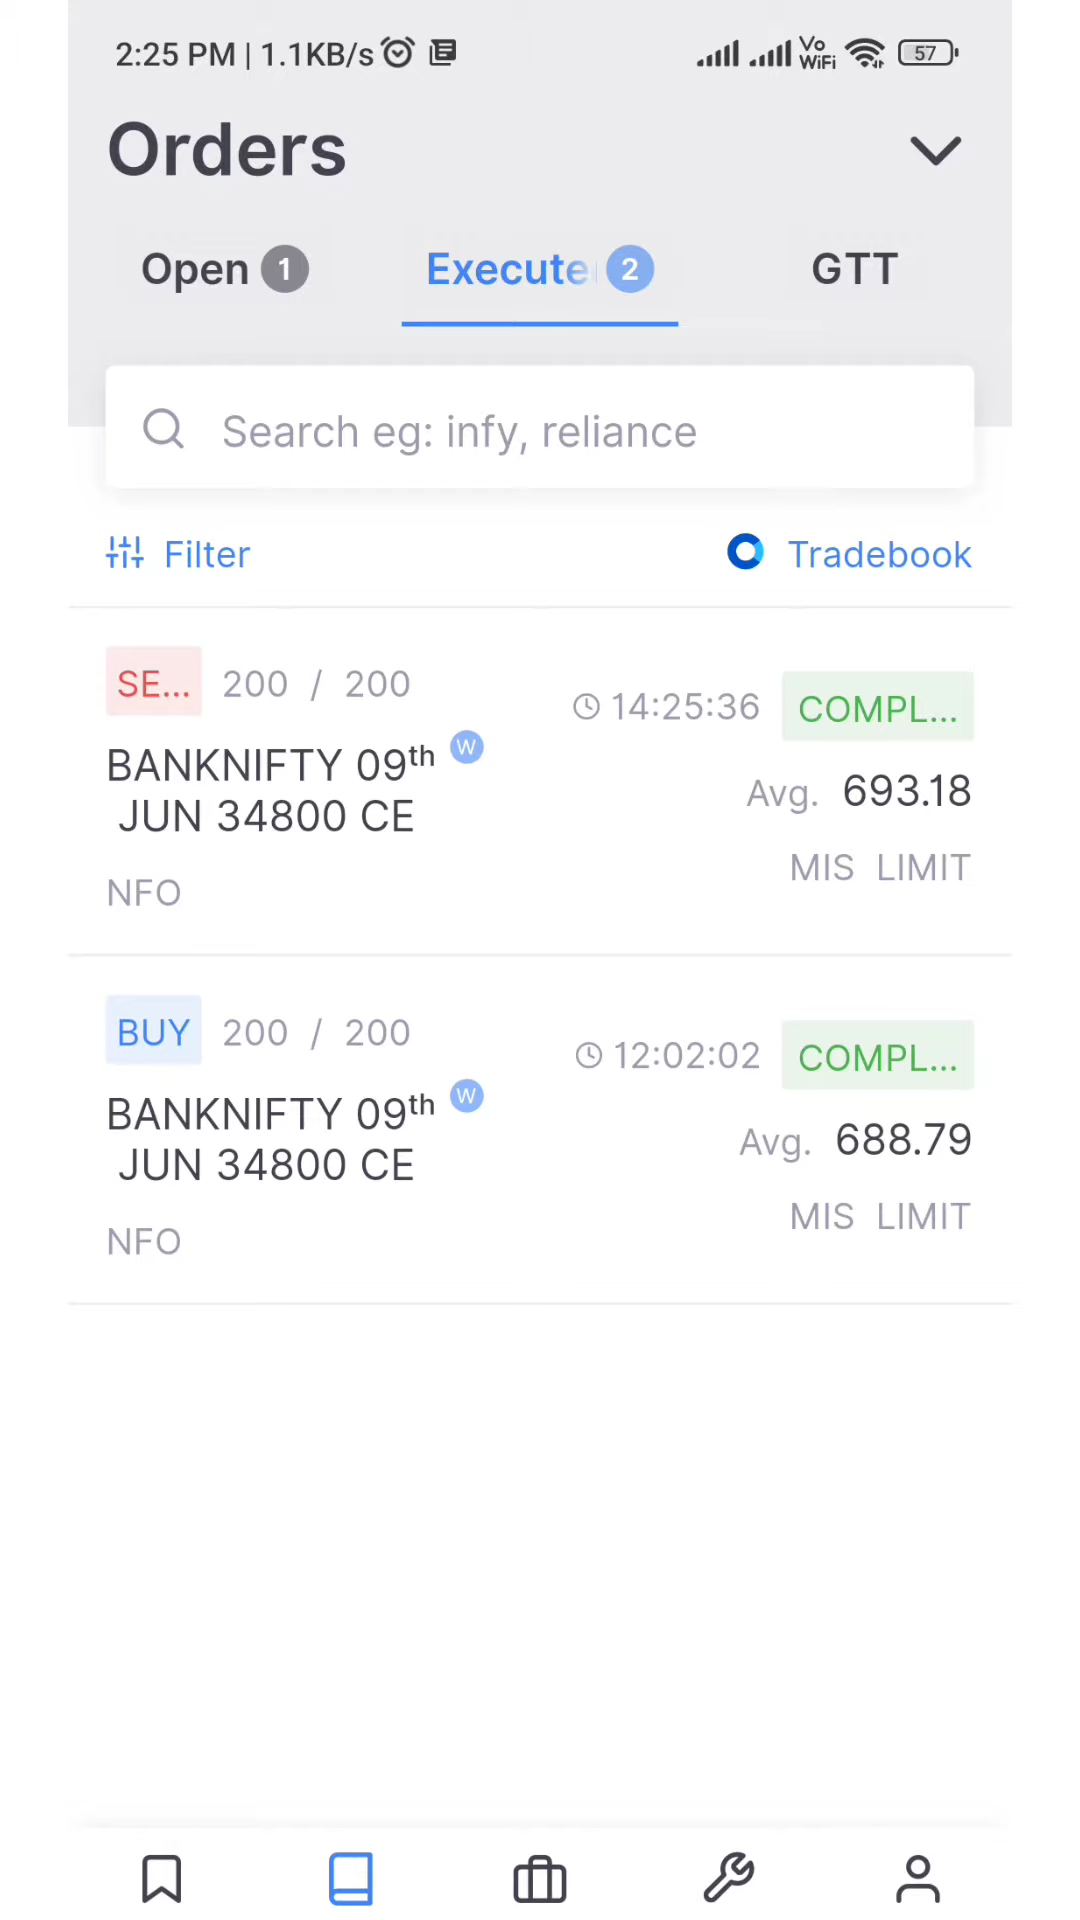 2:25 PM | 1.1KB/s Vo WiFi 57
Orders
Open 1 Execute 2 GTT
Search eg: infy, reliance
Filter Tradebook
SE... 200 / 200 14:25:36 COMPL...
BANKNIFTY 09th W
JUN 34800 CE
Avg. 693.18
NFO MIS LIMIT
BUY 200 / 200 12:02:02 COMPL...
BANKNIFTY 09th W
JUN 34800 CE
Avg. 688.79
NFO MIS LIMIT